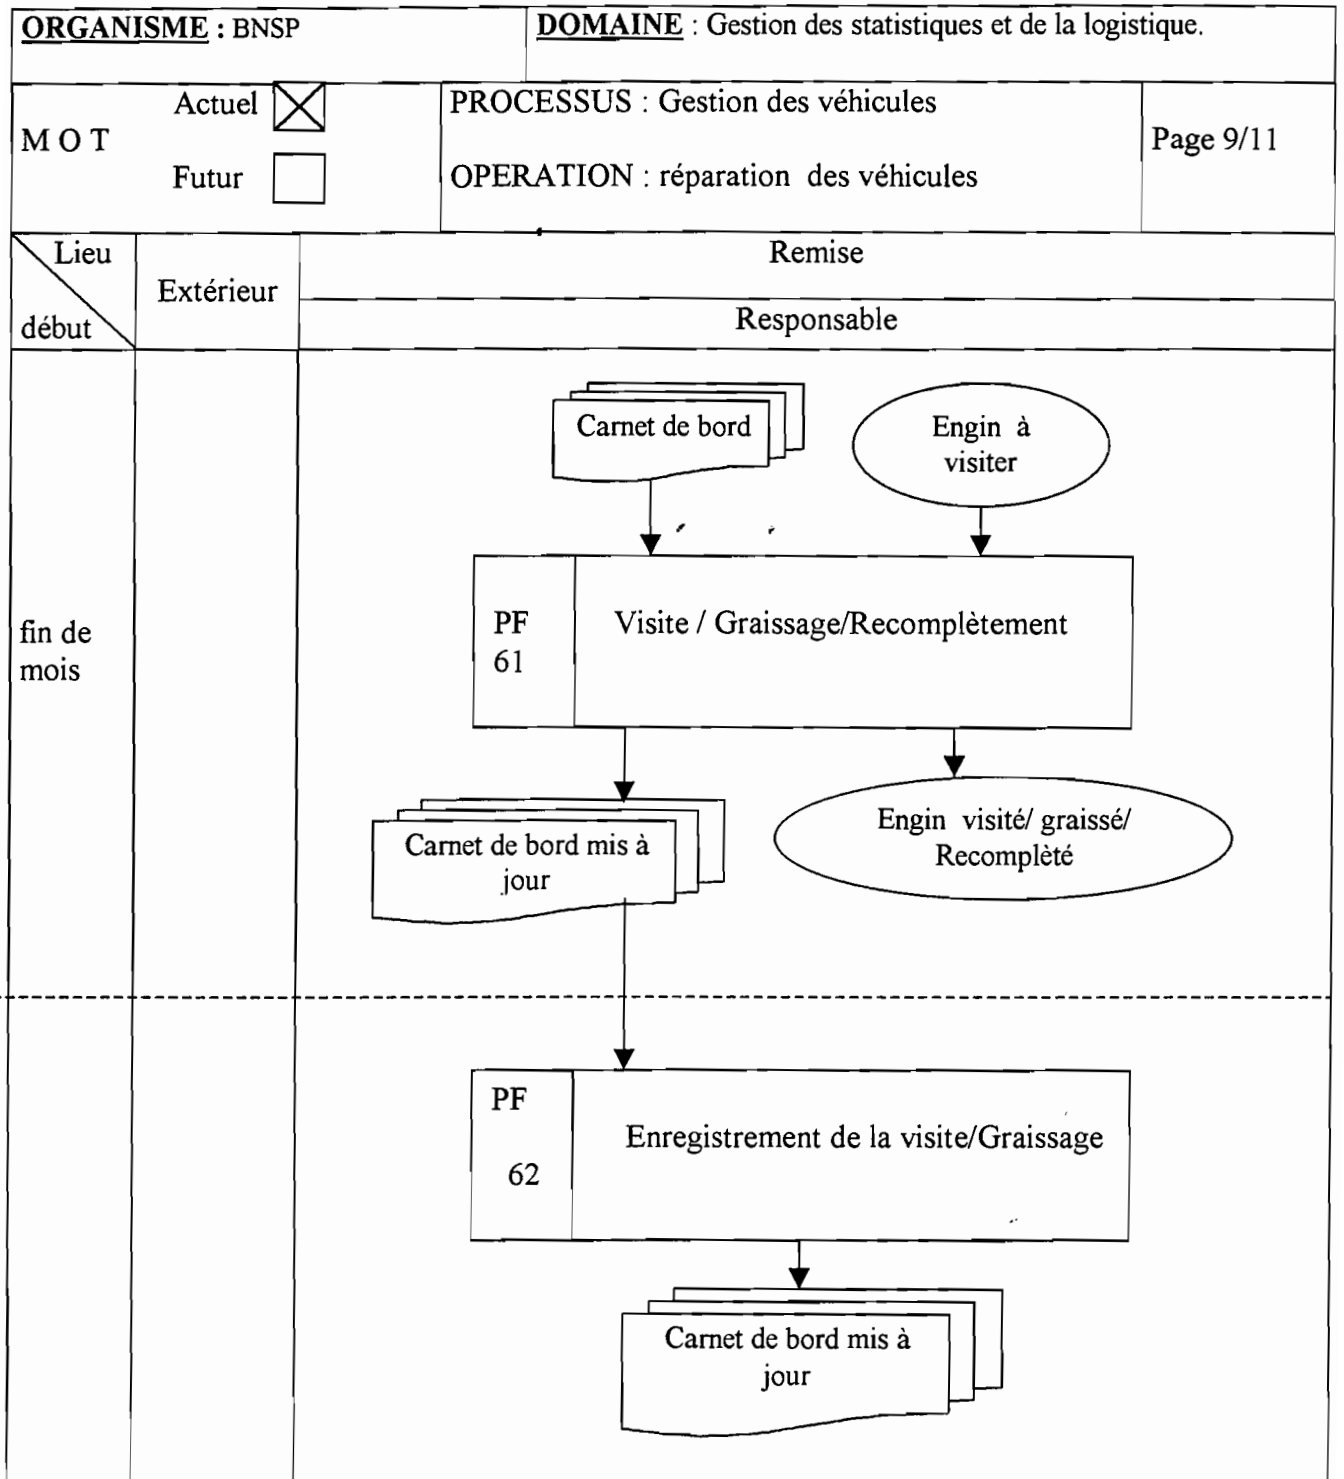 ORGANISME : BNSP
DOMAINE : Gestion des statistiques et de la logistique.
M O T
Actuel
Futur
PROCESSUS : Gestion des véhicules
OPERATION : réparation des véhicules
Page 9/11
Lieu
début
Extérieur
Remise
Responsable
Carnet de bord
Engin à
visiter
fin de
mois
PF
61
Visite / Graissage/Recomplètement
Carnet de bord mis à
jour
Engin visité/ graissé/
Recomplèté
PF
62
Enregistrement de la visite/Graissage
Carnet de bord mis à
jour